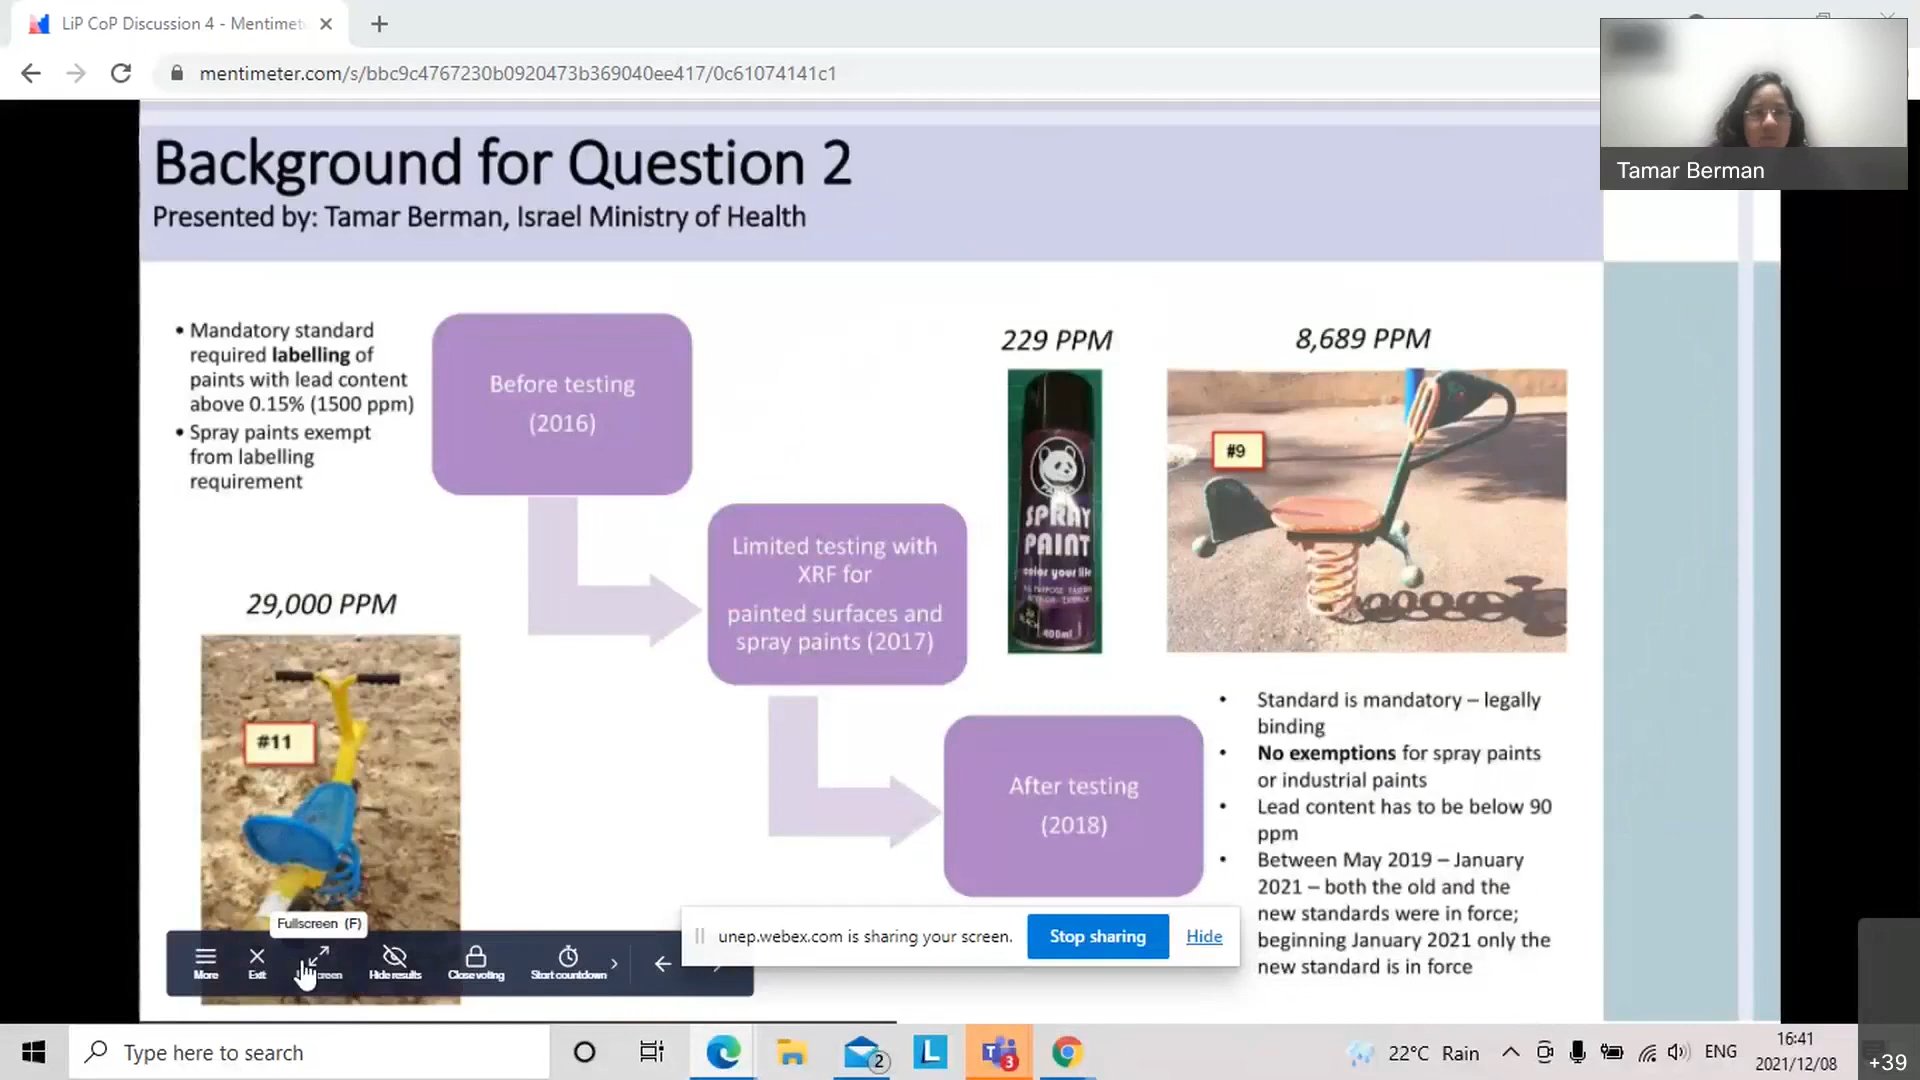 LiP CoP Discussion 4 - Mentimet
mentimeter.com/s/bbc9c4767230b0920473b369040ee417/0c61074141c1
Tamar Berman
Background for Question 2
Presented by: Tamar Berman, Israel Ministry of Health
• Mandatory standard
required labelling of
paints with lead content
above 0.15% (1500 ppm)
• Spray paints exempt
from labelling
requirement
Before testing
(2016)
229 PPM
8,689 PPM
#9
SPRAY
PAINT
color your life
400ml
Limited testing with
XRF for
painted surfaces and
spray paints (2017)
29,000 PPM
#11
After testing
(2018)
• Standard is mandatory – legally
binding
• No exemptions for spray paints
or industrial paints
• Lead content has to be below 90
ppm
• Between May 2019 – January
2021 – both the old and the
new standards were in force;
beginning January 2021 only the
new standard is in force
Fullscreen (F)
More
Exit
Hide results
Close voting
Start countdown
unep.webex.com is sharing your screen.
Stop sharing
Hide
Type here to search
2
L
3
22°C Rain
ENG
16:41
2021/12/08
+39